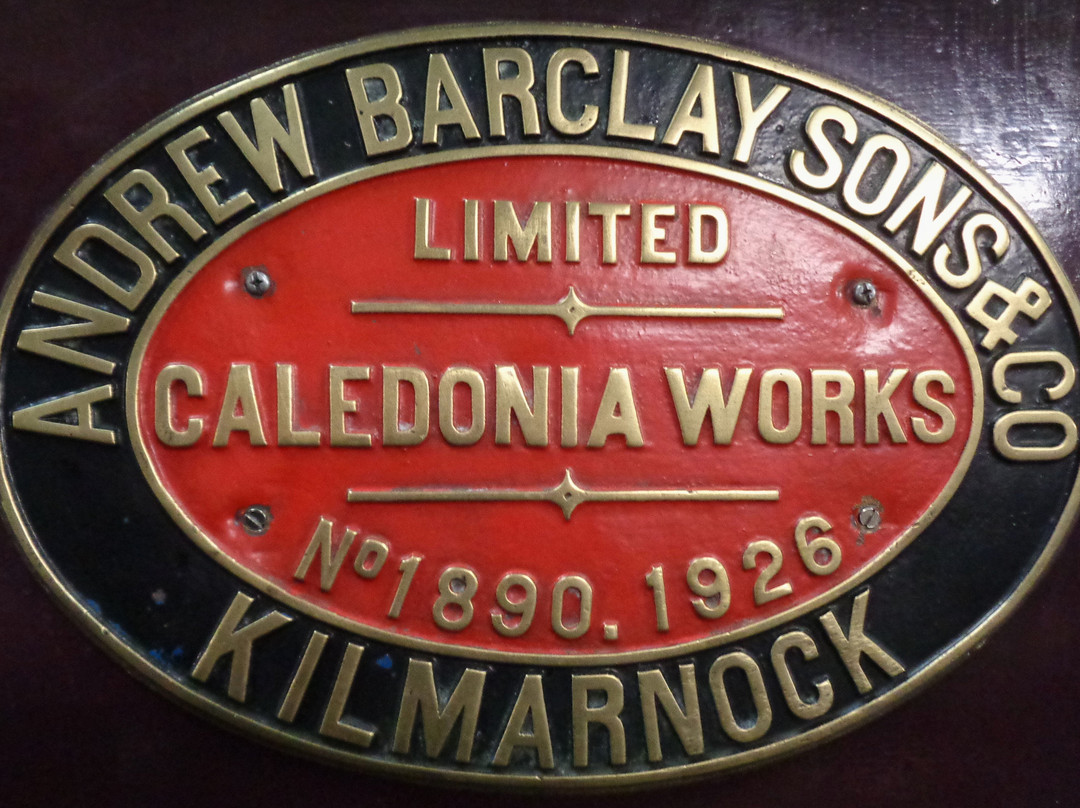 ANDREW BARCLAY SONS & CO
LIMITED
CALEDONIA WORKS
No 1890. 1926
KILMARNOCK